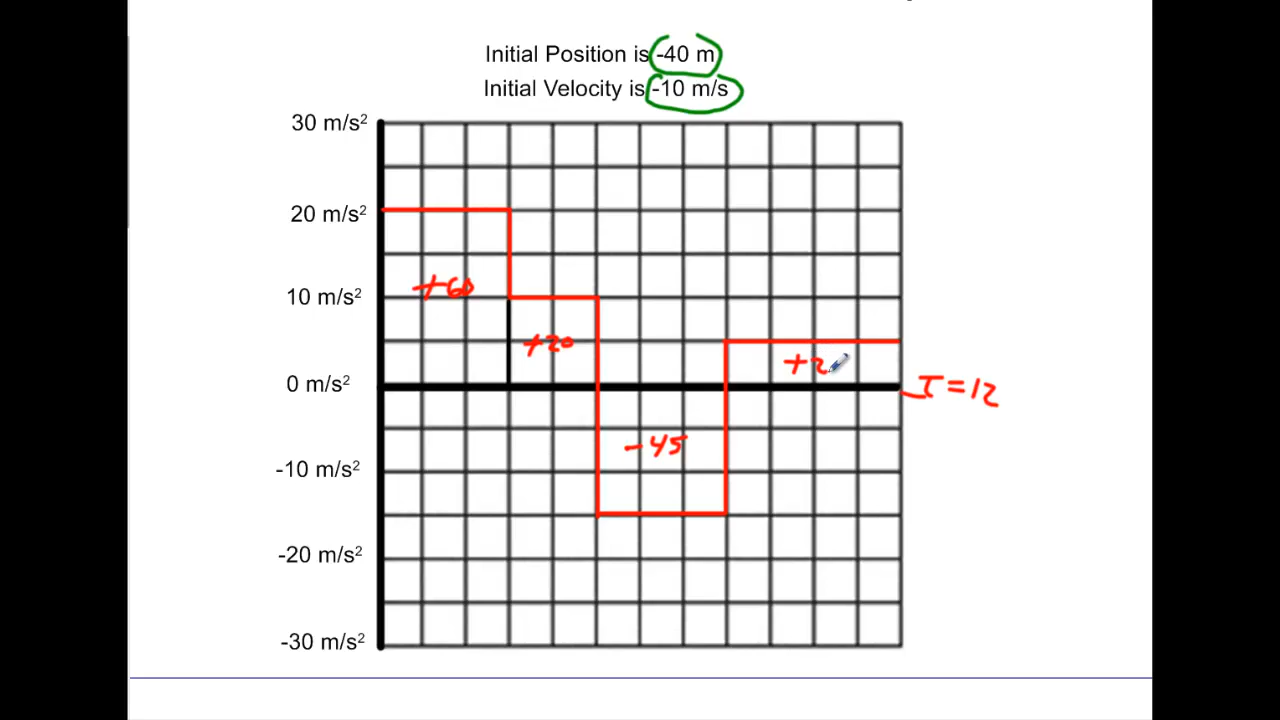 Initial Position is -40 m
Initial Velocity is -10 m/s
30 m/s²
20 m/s²
10 m/s²
0 m/s²
-10 m/s²
-20 m/s²
-30 m/s²
+60
+20
-45
+2
T=12